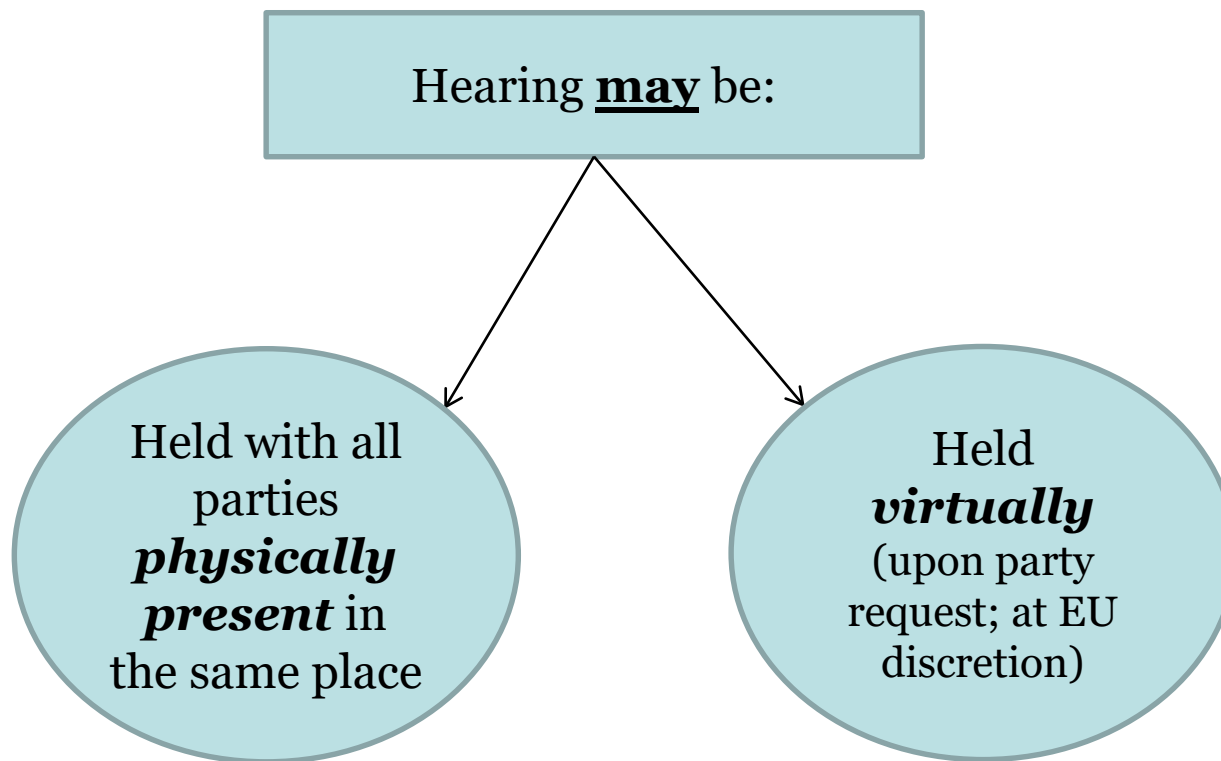 Hearing may be:
Held with all
parties
physically
present in
the same place
Held
virtually
(upon party
request; at EU
discretion)